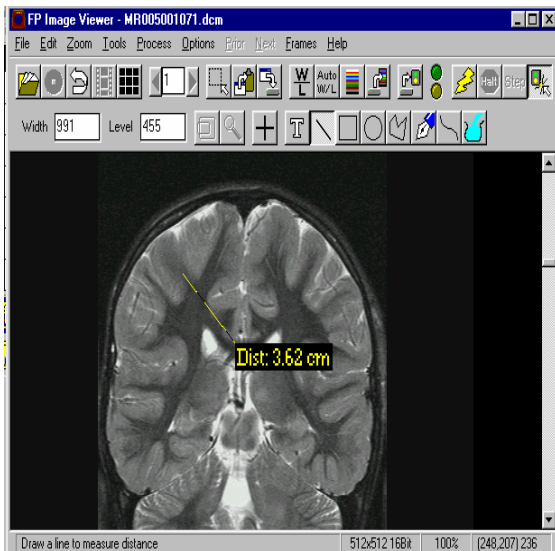 FP Image Viewer - MR005001071.dcm
File Edit Zoom Tools Process Options Prior Next Frames Help
1 W L Auto W/L Halt Step
Width 991 Level 455 T
Dist: 3.62 cm
Draw a line to measure distance 512x512 16Bit 100% (248,207) 236